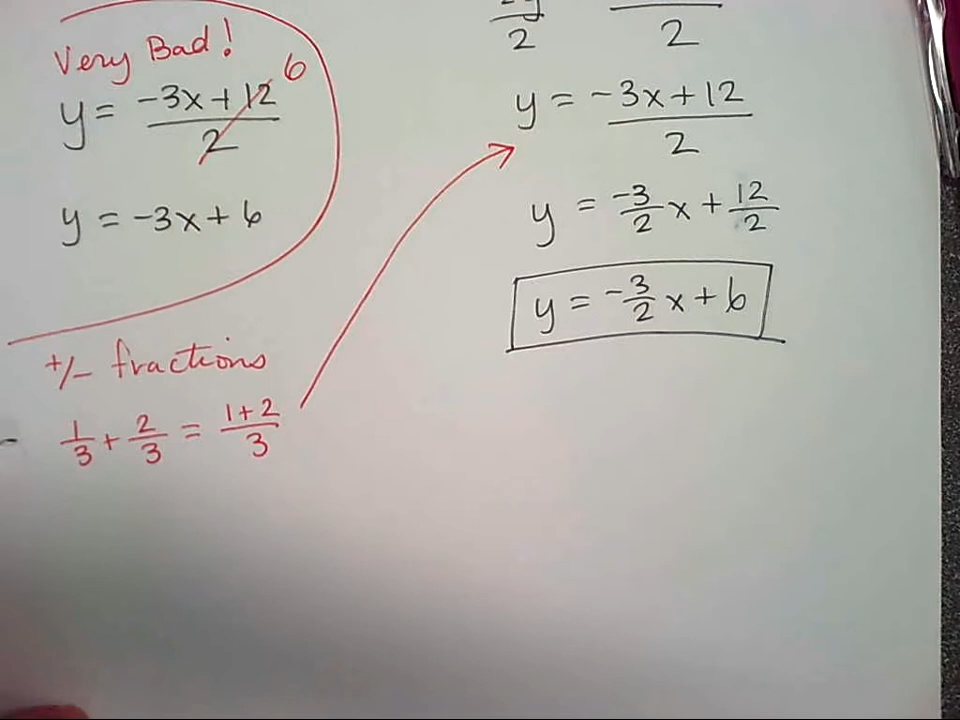 Very Bad!
6
y = -3x + 12
2
y = -3x + 6
+/- fractions
1/3 + 2/3 = 1+2/3
2
2
y = -3x + 12
2
y = -3/2 x + 12/2
y = -3/2 x + 6